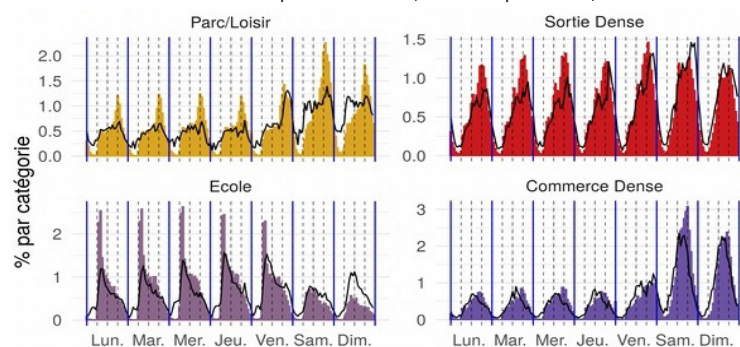 Parc/Loisir
Sortie Dense
2.0
1.5
1.0
0.5
0.0
1.5
1.0
0.5
0.0
Ecole
Commerce Dense
% par catégorie
2
1
0
3
2
1
0
Lun. Mar. Mer. Jeu. Ven. Sam. Dim.
Lun. Mar. Mer. Jeu. Ven. Sam. Dim.